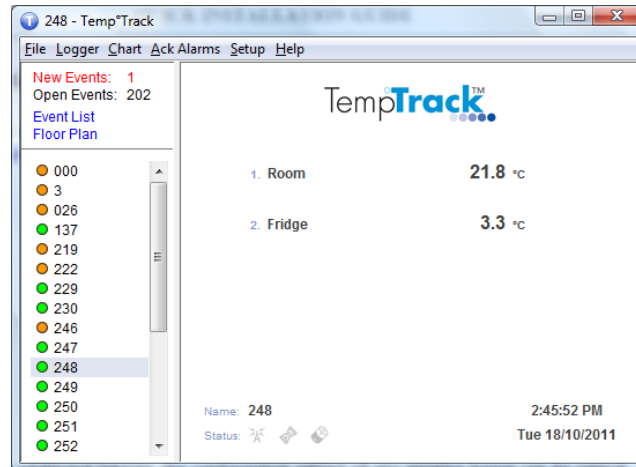 248 - Temp°Track
File Logger Chart Ack Alarms Setup Help
New Events: 1
Open Events: 202
Event List
Floor Plan
000
3
026
137
219
222
229
230
246
247
248
249
250
251
252
TempTrack™
1. Room 21.8 °C
2. Fridge 3.3 °C
Name: 248
2:45:52 PM
Status:
Tue 18/10/2011